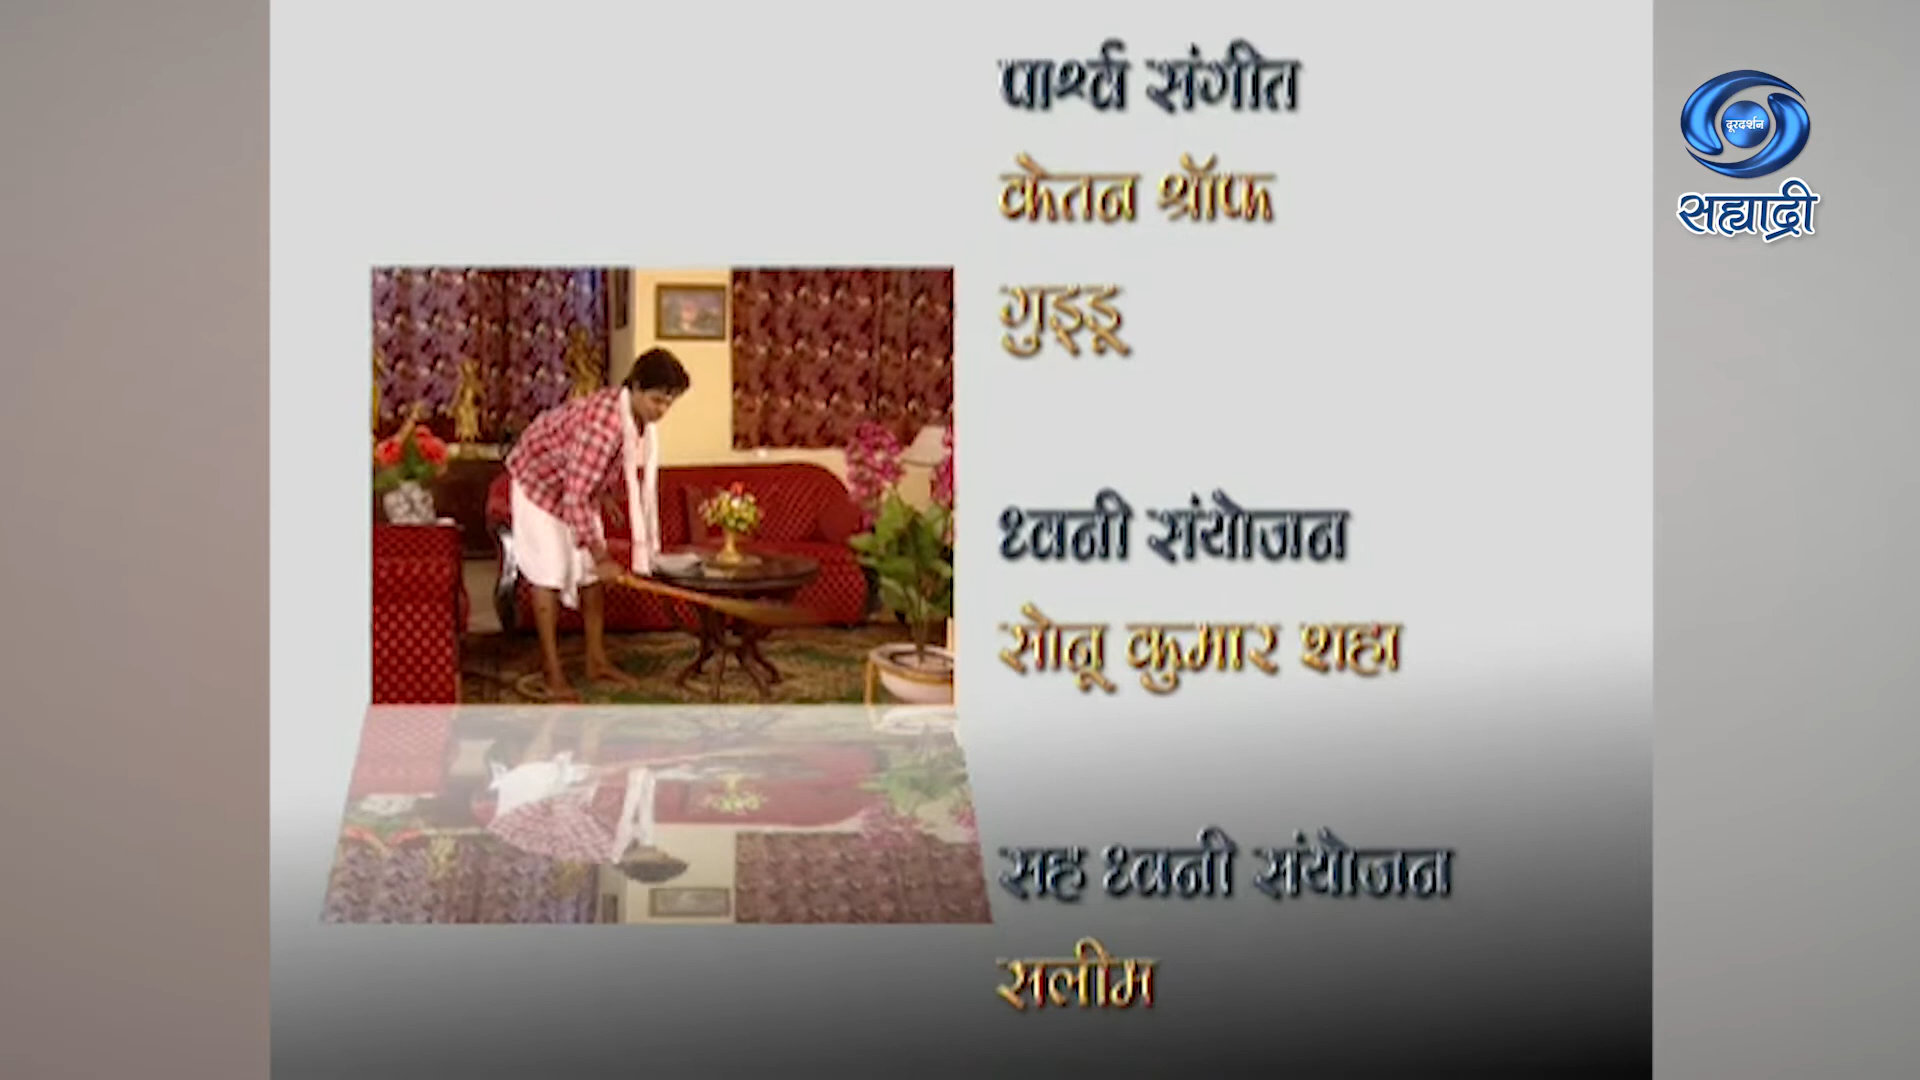 पार्श्व संगीत
केतन श्रॉफ
गुड्डू
ध्वनी संयोजन
सोनू कुमार शहा
सह ध्वनी संयोजन
सलीम
दूरदर्शन
सह्याद्री